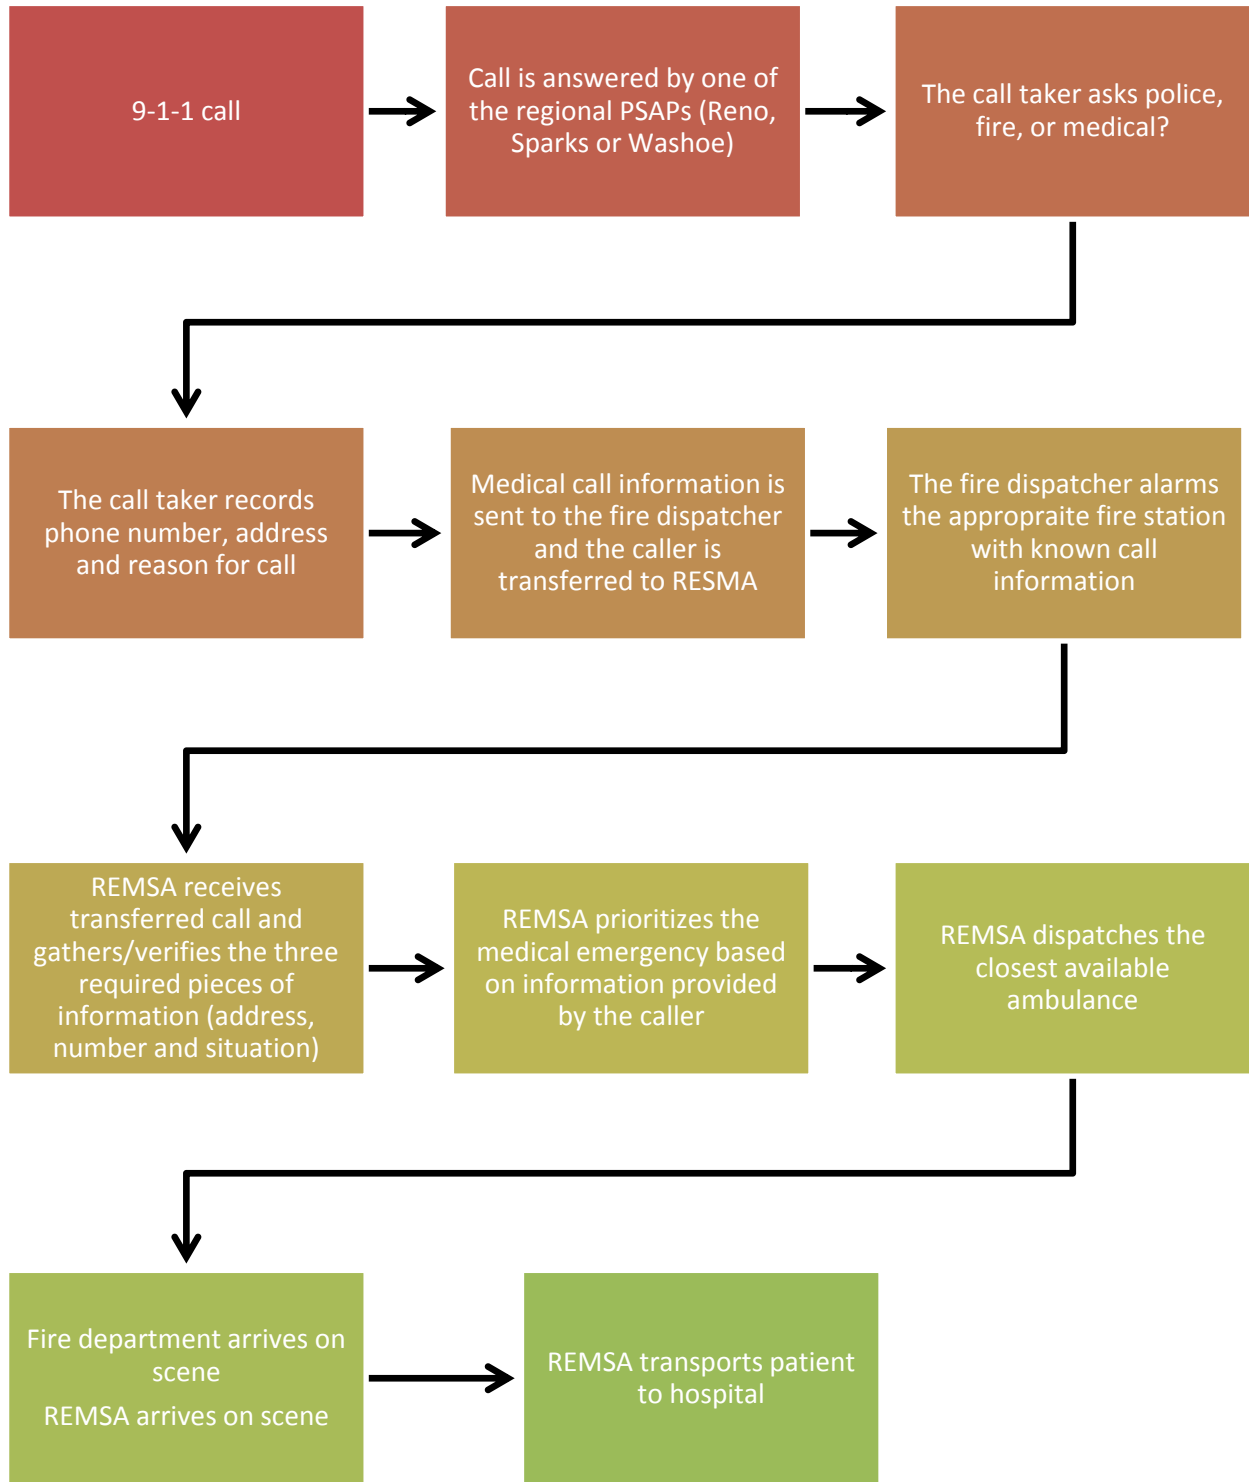 9-1-1 call
Call is answered by one of
the regional PSAPs (Reno,
Sparks or Washoe)
The call taker asks police,
fire, or medical?
The call taker records
phone number, address
and reason for call
Medical call information is
sent to the fire dispatcher
and the caller is
transferred to RESMA
The fire dispatcher alarms
the appropraite fire station
with known call
information
REMSA receives
transferred call and
gathers/verifies the three
required pieces of
information (address,
number and situation)
REMSA prioritizes the
medical emergency based
on information provided
by the caller
REMSA dispatches the
closest available
ambulance
Fire department arrives on
scene
REMSA arrives on scene
REMSA transports patient
to hospital